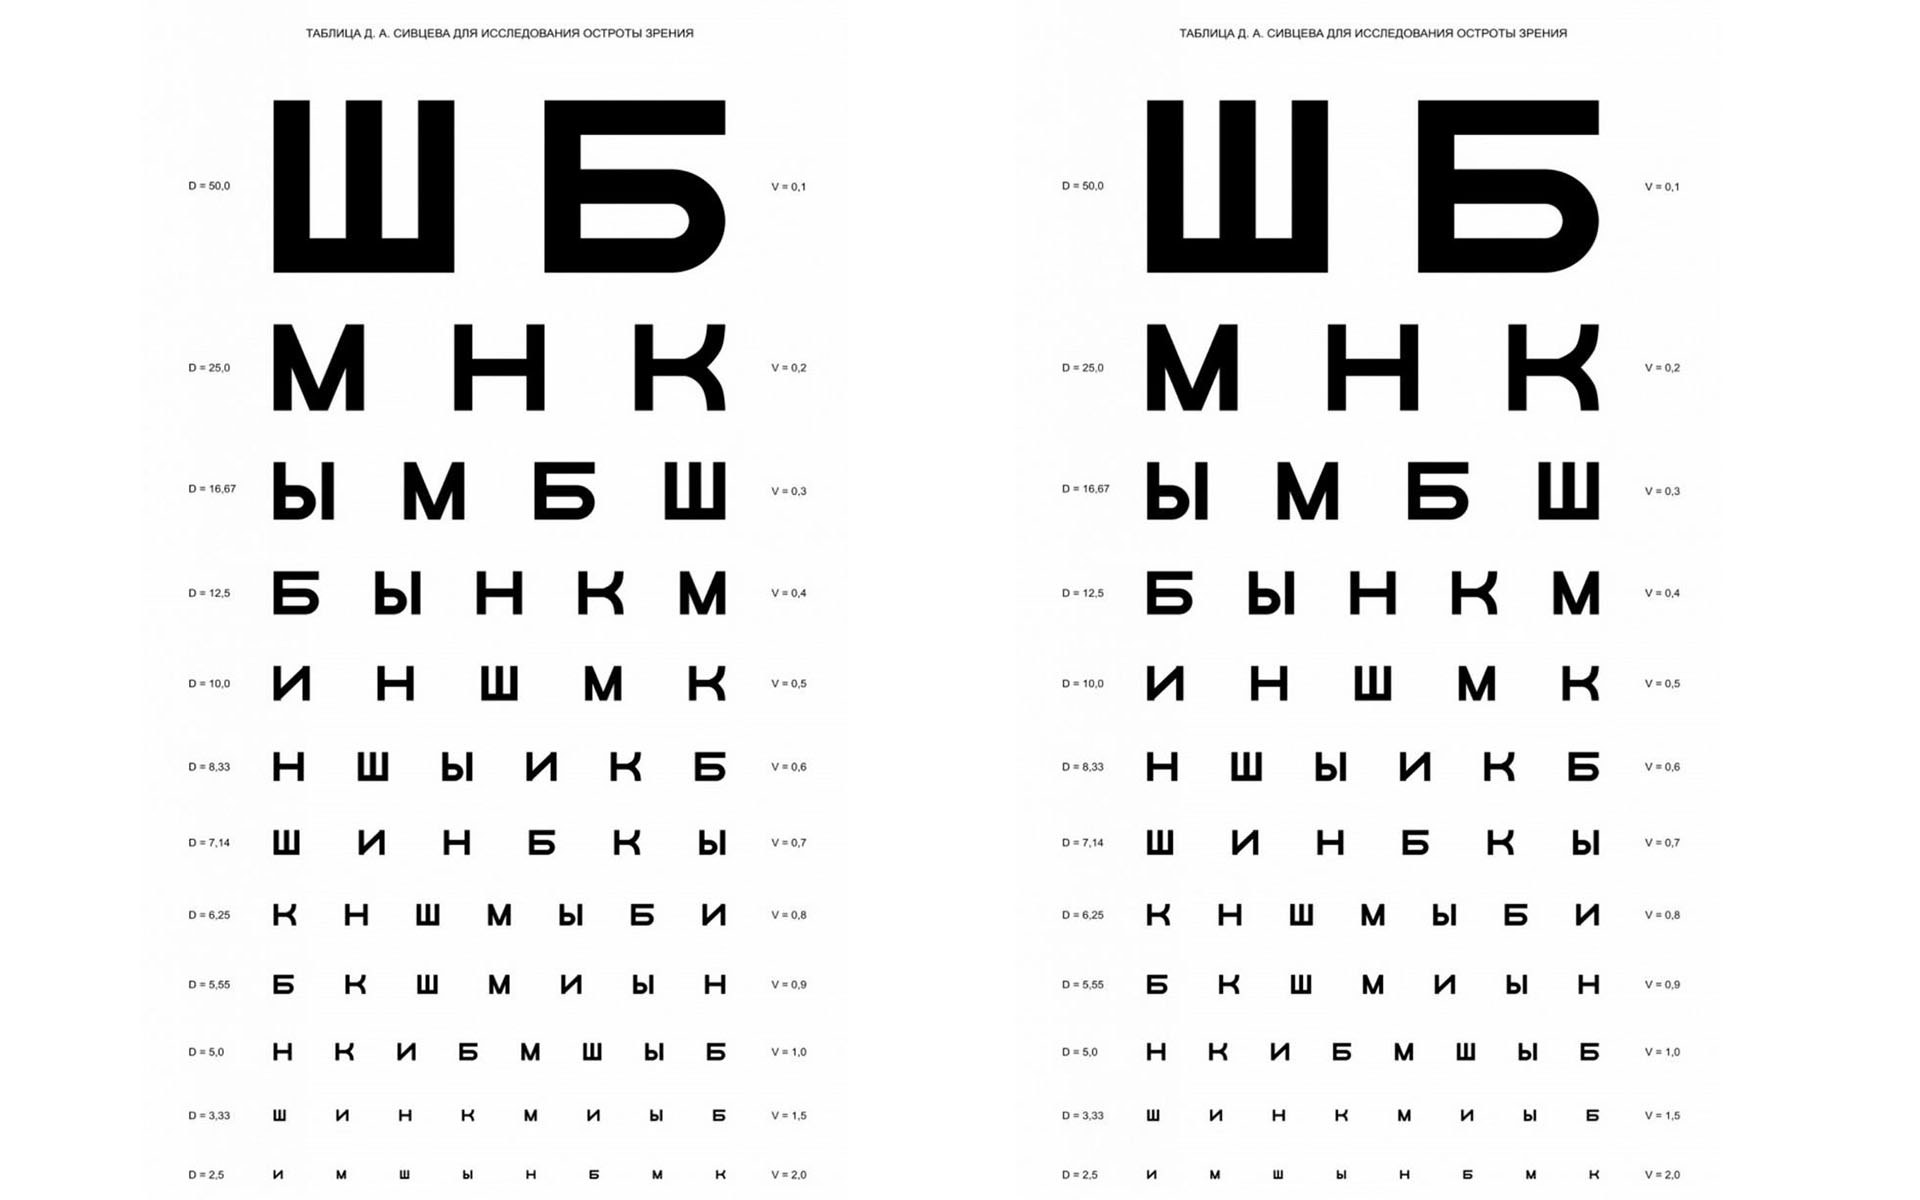 ТАБЛИЦА Д. А. СИВЦЕВА ДЛЯ ИССЛЕДОВАНИЯ ОСТРОТЫ ЗРЕНИЯ
D = 50,0 Ш Б V = 0,1
D = 25,0 М Н К V = 0,2
D = 16,67 Ы М Б Ш V = 0,3
D = 12,5 Б Ы Н К М V = 0,4
D = 10,0 И Н Ш М К V = 0,5
D = 8,33 Н Ш Ы И К Б V = 0,6
D = 7,14 Ш И Н Б К Ы V = 0,7
D = 6,25 К Н Ш М Ы Б И V = 0,8
D = 5,55 Б К Ш М И Ы Н V = 0,9
D = 5,0 Н К И Б М Ш Ы Б V = 1,0
D = 3,33 Ш И Н К М И Ы Б V = 1,5
D = 2,5 И М Ш Ы Н Б М К V = 2,0
ТАБЛИЦА Д. А. СИВЦЕВА ДЛЯ ИССЛЕДОВАНИЯ ОСТРОТЫ ЗРЕНИЯ
D = 50,0 Ш Б V = 0,1
D = 25,0 М Н К V = 0,2
D = 16,67 Ы М Б Ш V = 0,3
D = 12,5 Б Ы Н К М V = 0,4
D = 10,0 И Н Ш М К V = 0,5
D = 8,33 Н Ш Ы И К Б V = 0,6
D = 7,14 Ш И Н Б К Ы V = 0,7
D = 6,25 К Н Ш М Ы Б И V = 0,8
D = 5,55 Б К Ш М И Ы Н V = 0,9
D = 5,0 Н К И Б М Ш Ы Б V = 1,0
D = 3,33 Ш И Н К М И Ы Б V = 1,5
D = 2,5 И М Ш Ы Н Б М К V = 2,0